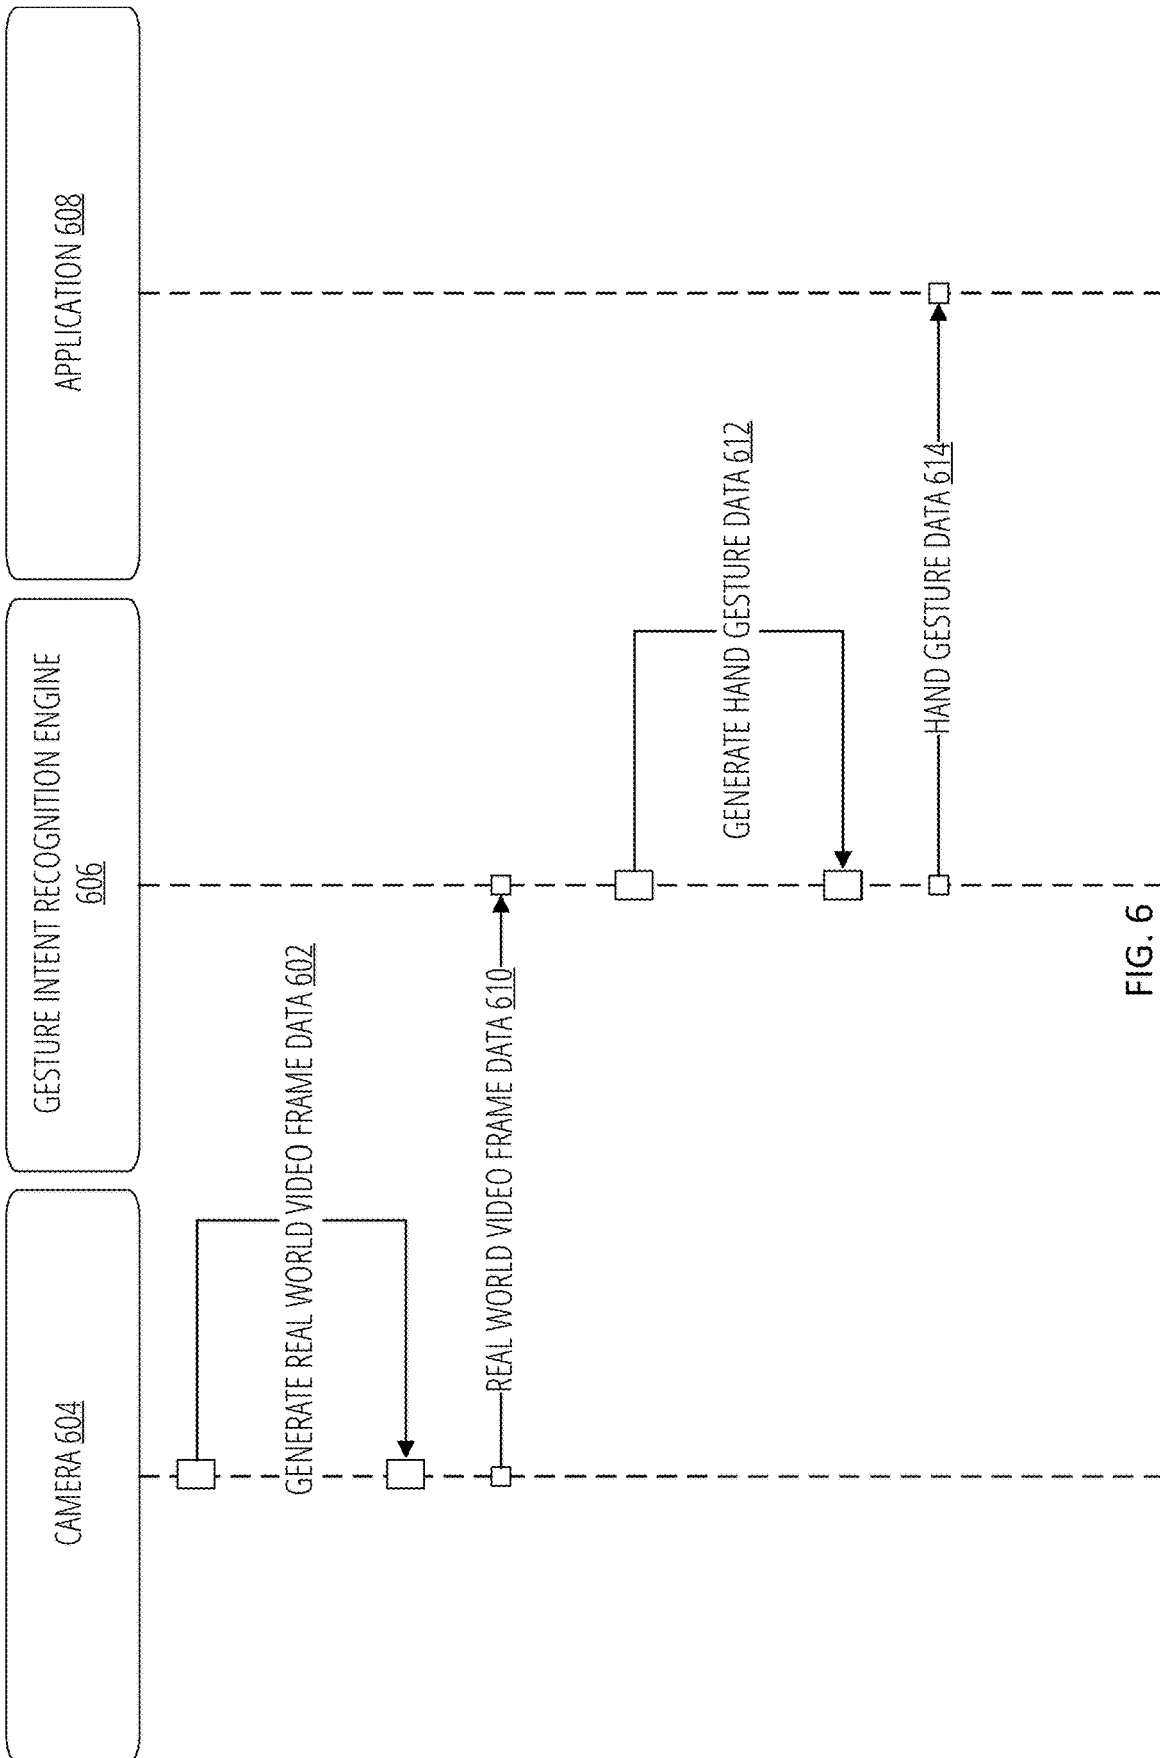 CAMERA 604
GESTURE INTENT RECOGNITION ENGINE
606
APPLICATION 608
GENERATE REAL WORLD VIDEO FRAME DATA 602
REAL WORLD VIDEO FRAME DATA 610
GENERATE HAND GESTURE DATA 612
HAND GESTURE DATA 614
FIG. 6